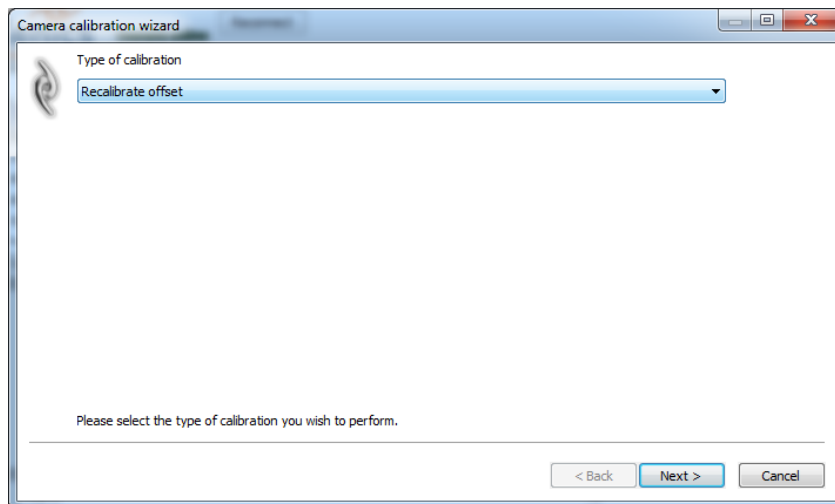 Camera calibration wizard
Type of calibration
Recalibrate offset
Please select the type of calibration you wish to perform.
< Back Next > Cancel